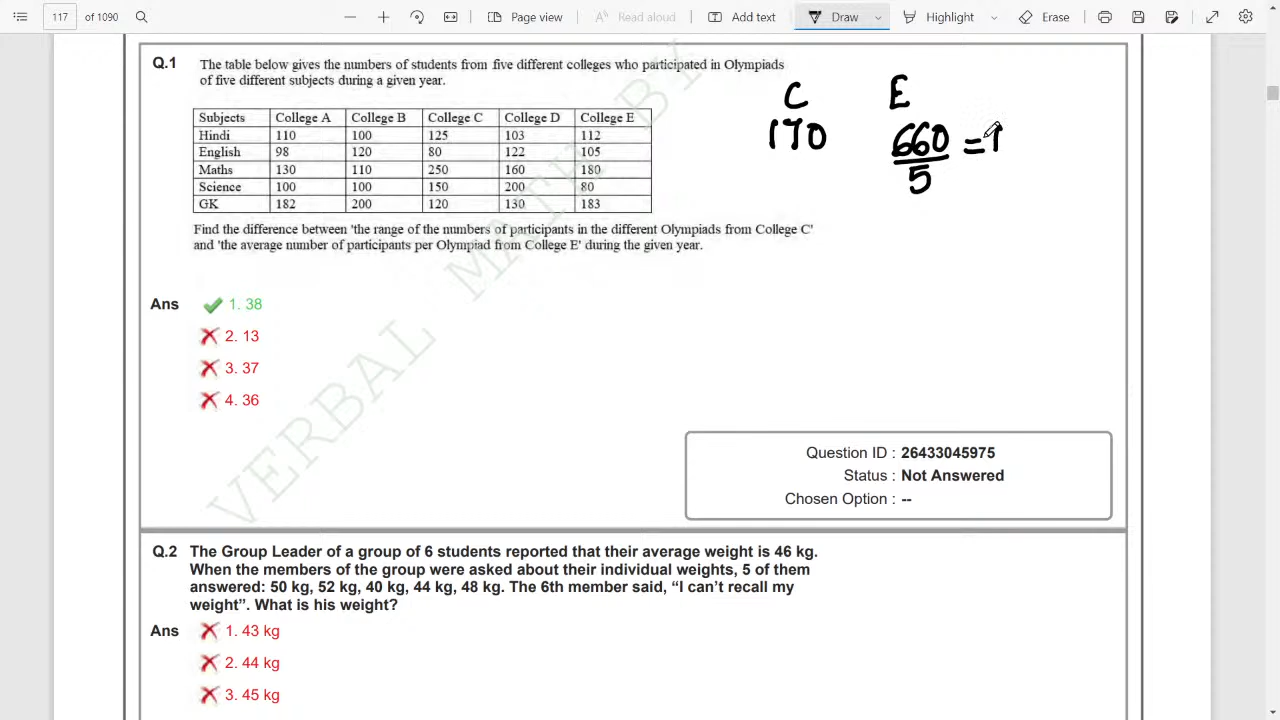 117 of 1090 Page view Read aloud Add text Draw Highlight Erase
Q.1 The table below gives the numbers of students from five different colleges who participated in Olympiads
of five different subjects during a given year.
C E
Subjects College A College B College C College D College E
Hindi 110 100 125 103 112
170 660/5 = 1
English 98 120 80 122 105
Maths 130 110 250 160 180
Science 100 100 150 200 80
GK 182 200 120 130 183
Find the difference between 'the range of the numbers of participants in the different Olympiads from College C'
and 'the average number of participants per Olympiad from College E' during the given year.
Ans 1. 38
2. 13
3. 37
4. 36
VERBAL MATH BY
Question ID : 26433045975
Status : Not Answered
Chosen Option : --
Q.2 The Group Leader of a group of 6 students reported that their average weight is 46 kg.
When the members of the group were asked about their individual weights, 5 of them
answered: 50 kg, 52 kg, 40 kg, 44 kg, 48 kg. The 6th member said, “I can’t recall my
weight”. What is his weight?
Ans 1. 43 kg
2. 44 kg
3. 45 kg